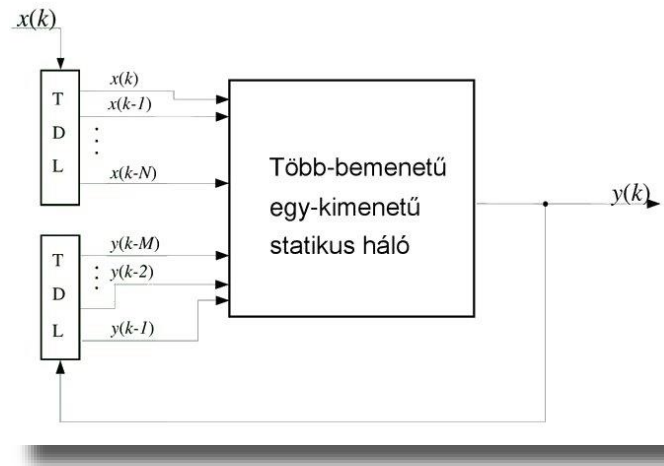 x(k)
T
D
L
x(k)
x(k-1)
x(k-N)
Több-bemenetű
egy-kimenetű
statikus háló
y(k)
T
D
L
y(k-M)
y(k-2)
y(k-1)